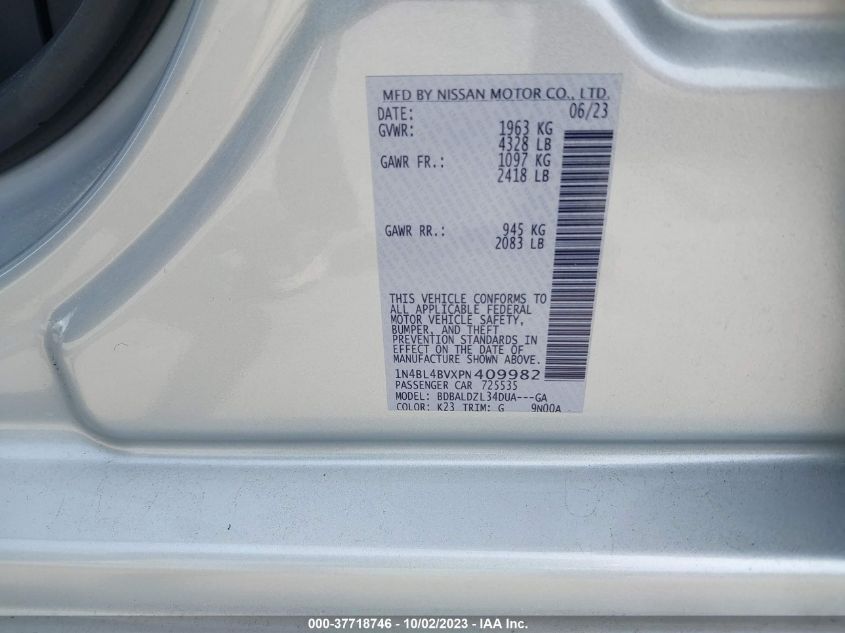 MFD BY NISSAN MOTOR CO., LTD.
DATE: 06/23
GVWR: 1963 KG
4328 LB
GAWR FR.: 1097 KG
2418 LB
GAWR RR.: 945 KG
2083 LB
THIS VEHICLE CONFORMS TO
ALL APPLICABLE FEDERAL
MOTOR VEHICLE SAFETY,
BUMPER, AND THEFT
PREVENTION STANDARDS IN
EFFECT ON THE DATE OF
MANUFACTURE SHOWN ABOVE.
1N4BL4BVXPN409982
PASSENGER CAR 725535
MODEL: BDBALDZL34DUA---GA
COLOR: K23 TRIM: G 9N00A
000-37718746 - 10/02/2023 - IAA Inc.